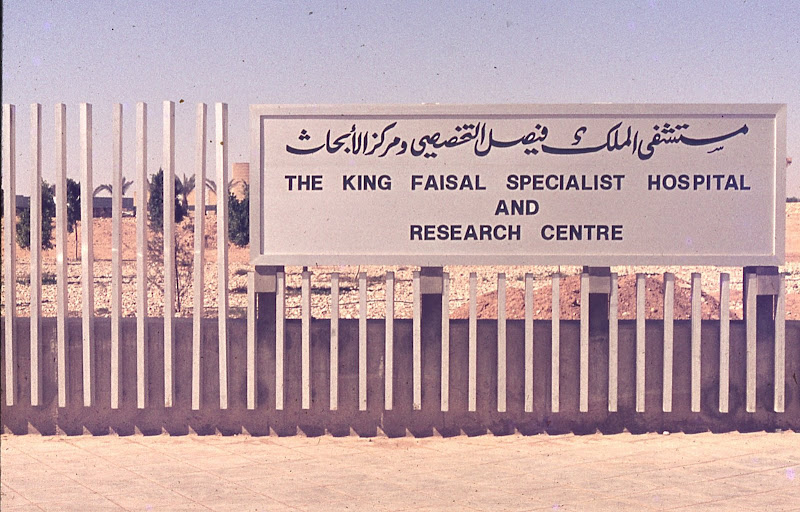 مستشفى الملك فيصل التخصصي ومركز الأبحاث
THE KING FAISAL SPECIALIST HOSPITAL
AND
RESEARCH CENTRE